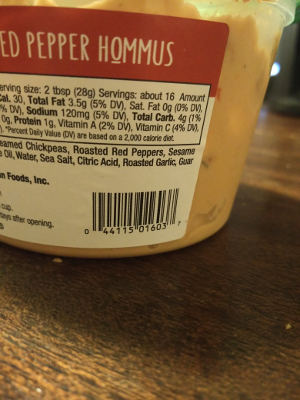 ED PEPPER HOMMUS
erving size: 2 tbsp (28g) Servings: about 16 Amount
Cal. 30, Total Fat 3.5g (5% DV), Sat. Fat 0g (0% DV),
% DV), Sodium 120mg (5% DV), Total Carb. 4g (1%
0g, Protein 1g, Vitamin A (2% DV), Vitamin C (4% DV),
*Percent Daily Value (DV) are based on a 2,000 calorie diet.
eamed Chickpeas, Roasted Red Peppers, Sesame
e Oil, Water, Sea Salt, Citric Acid, Roasted Garlic, Guar
n Foods, Inc.
cup.
days after opening.
0 44115 01603 7